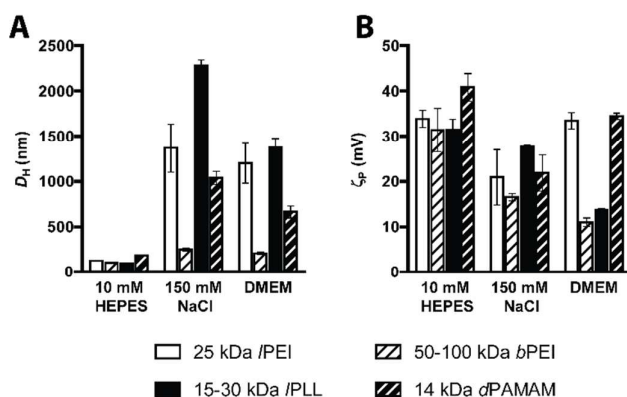 A
B
2500
2000
1500
1000
500
0
D_H (nm)
10 mM
HEPES
150 mM
NaCl
DMEM
50
40
30
20
10
0
ζ_P (mV)
10 mM
HEPES
150 mM
NaCl
DMEM
25 kDa lPEI
50-100 kDa bPEI
15-30 kDa lPLL
14 kDa dPAMAM